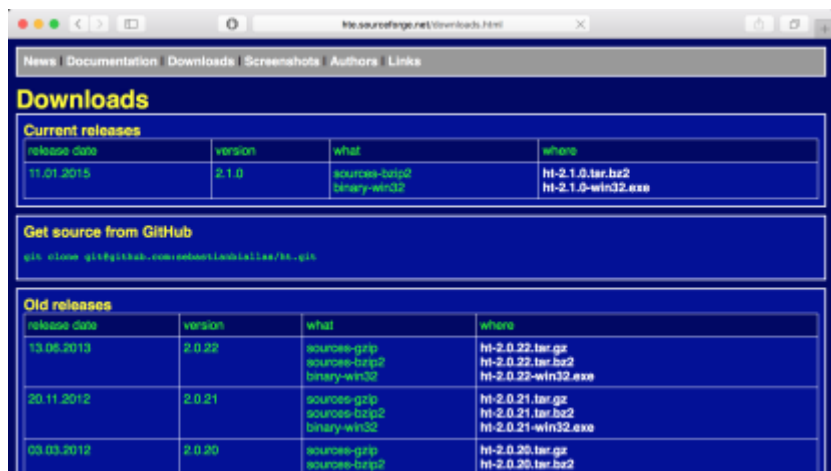 hte.sourceforge.net/downloads.html
News | Documentation | Downloads | Screenshots | Authors | Links
Downloads
Current releases
release date version what where
11.01.2015 2.1.0 sources-bzip2 ht-2.1.0.tar.bz2
binary-win32 ht-2.1.0-win32.exe
Get source from GitHub
git clone git@github.com:sebastianbiallas/ht.git
Old releases
release date version what where
13.06.2013 2.0.22 sources-gzip ht-2.0.22.tar.gz
sources-bzip2 ht-2.0.22.tar.bz2
binary-win32 ht-2.0.22-win32.exe
20.11.2012 2.0.21 sources-gzip ht-2.0.21.tar.gz
sources-bzip2 ht-2.0.21.tar.bz2
binary-win32 ht-2.0.21-win32.exe
03.03.2012 2.0.20 sources-gzip ht-2.0.20.tar.gz
sources-bzip2 ht-2.0.20.tar.bz2